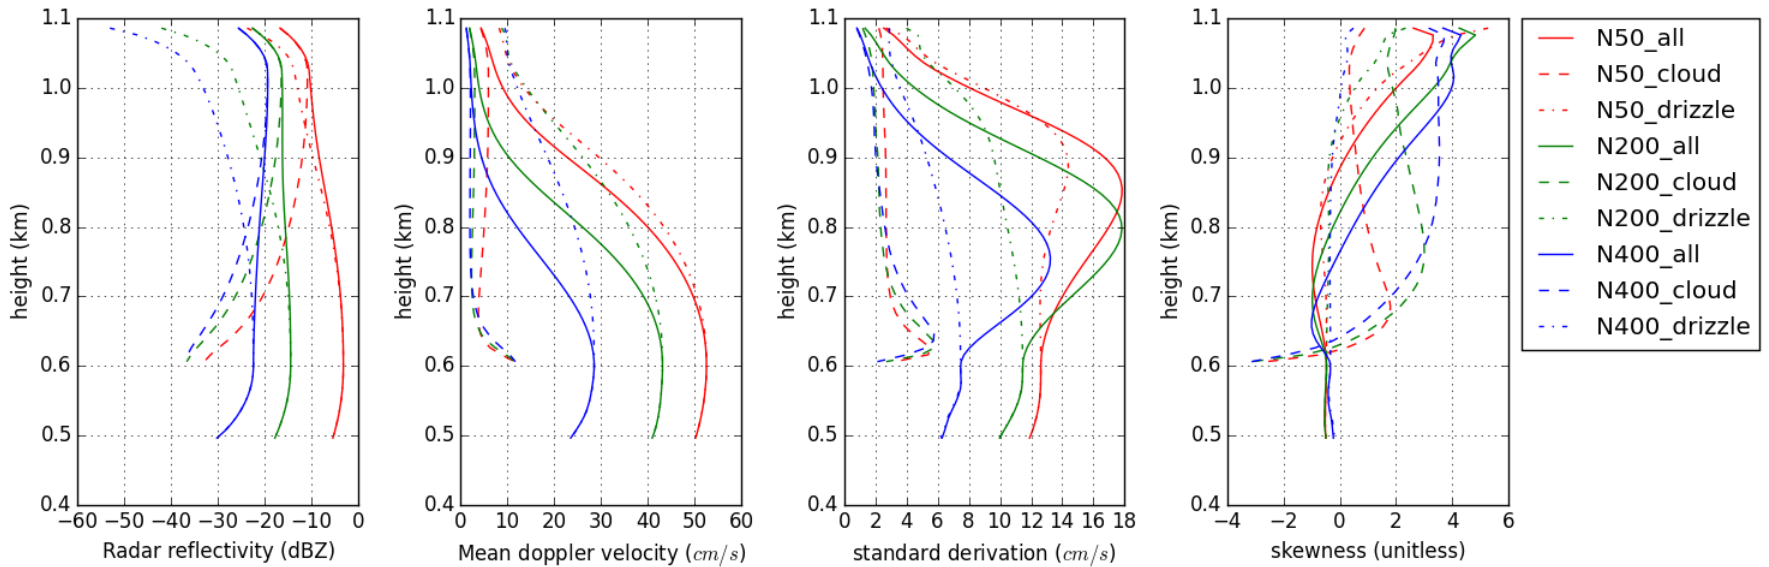 1.1
1.0
0.9
0.8
0.7
0.6
0.5
0.4
height (km)
−60 −50 −40 −30 −20 −10 0
Radar reflectivity (dBZ)
1.1
1.0
0.9
0.8
0.7
0.6
0.5
0.4
height (km)
0 10 20 30 40 50 60
Mean doppler velocity (cm/s)
1.1
1.0
0.9
0.8
0.7
0.6
0.5
0.4
height (km)
0 2 4 6 8 10 12 14 16 18
standard derivation (cm/s)
1.1
1.0
0.9
0.8
0.7
0.6
0.5
0.4
height (km)
−4 −2 0 2 4 6
skewness (unitless)
N50_all
N50_cloud
N50_drizzle
N200_all
N200_cloud
N200_drizzle
N400_all
N400_cloud
N400_drizzle